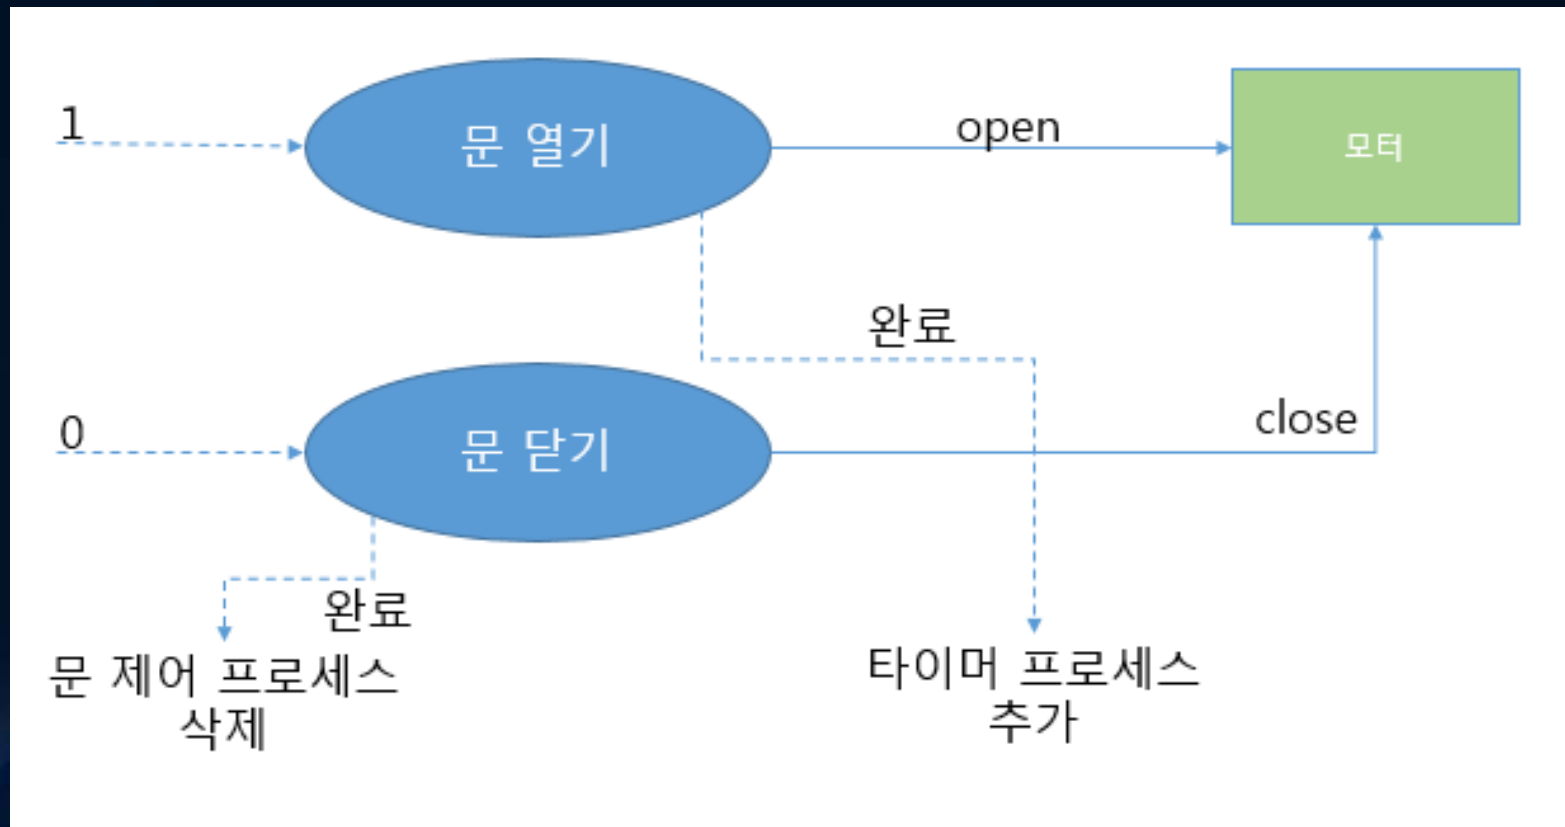 1
문 열기
open
모터
완료
0
문 닫기
close
완료
문 제어 프로세스
삭제
타이머 프로세스
추가